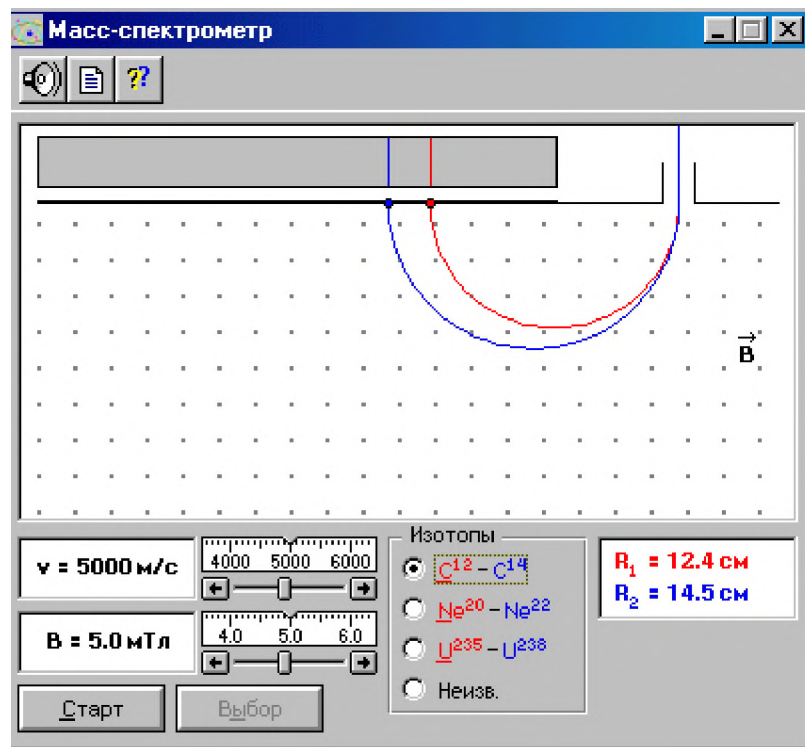 Масс-спектрометр
??
B
v = 5000 м/с
4000 5000 6000
B = 5.0 мТл
4.0 5.0 6.0
Старт
Выбор
Изотопы
C12 – C14
Ne20 – Ne22
U235 – U238
Неизв.
R1 = 12.4 см
R2 = 14.5 см